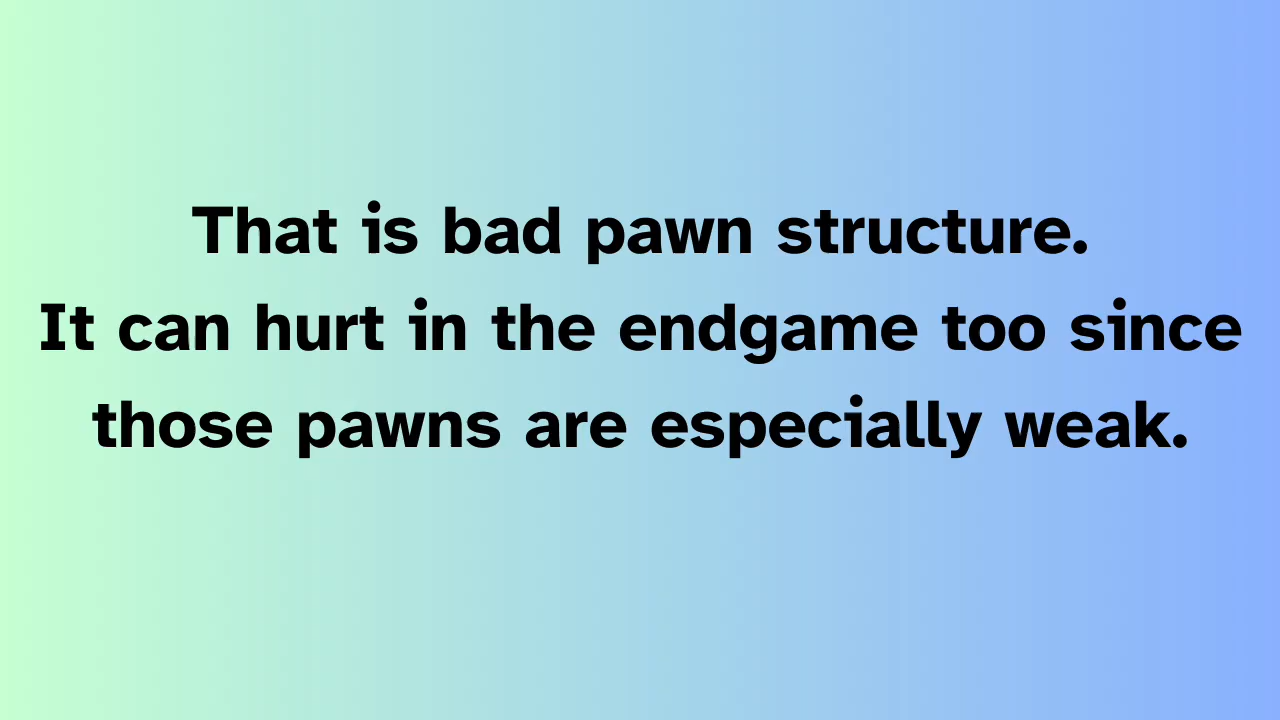 That is bad pawn structure.
It can hurt in the endgame too since
those pawns are especially weak.